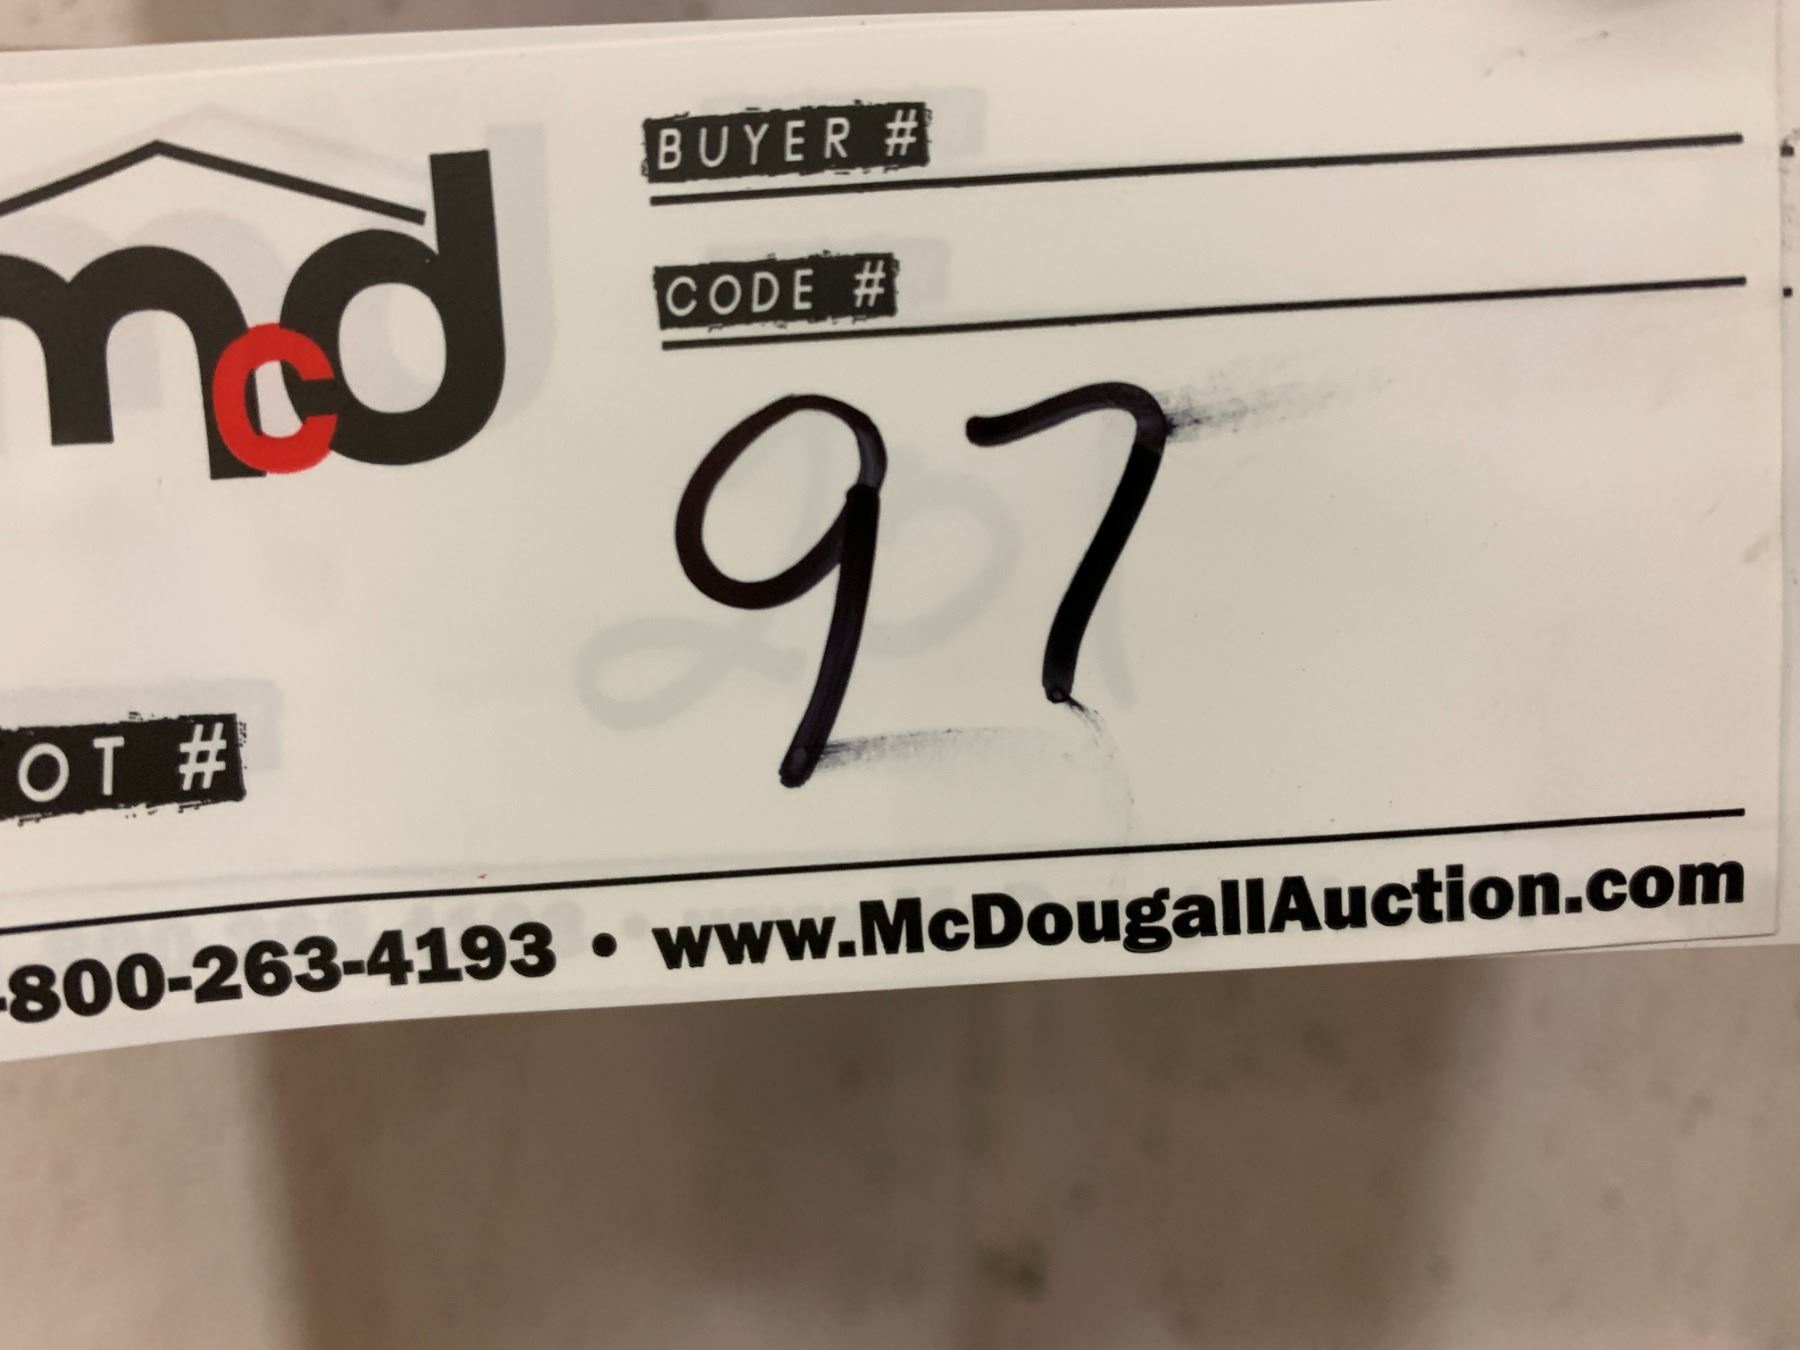 mcd
BUYER #
CODE #
97
OT #
-800-263-4193 • www.McDougallAuction.com